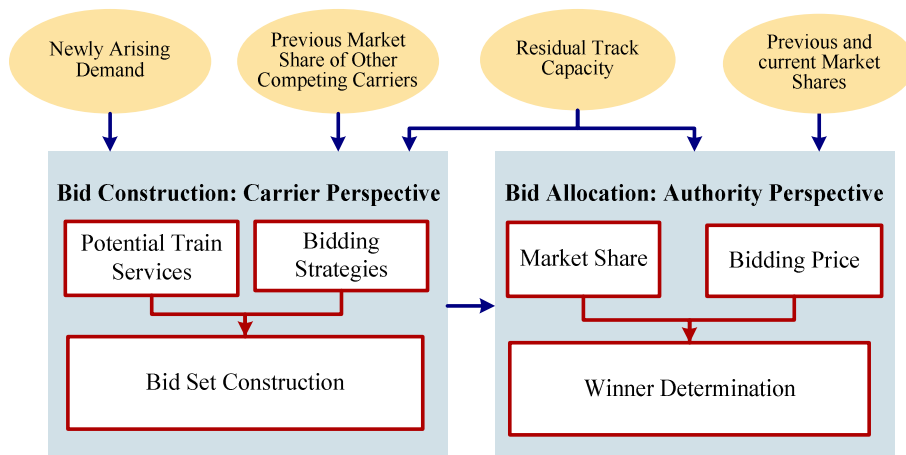 Newly Arising
Demand
Previous Market
Share of Other
Competing Carriers
Residual Track
Capacity
Previous and
current Market
Shares
Bid Construction: Carrier Perspective
Potential Train
Services
Bidding
Strategies
Bid Set Construction
Bid Allocation: Authority Perspective
Market Share
Bidding Price
Winner Determination